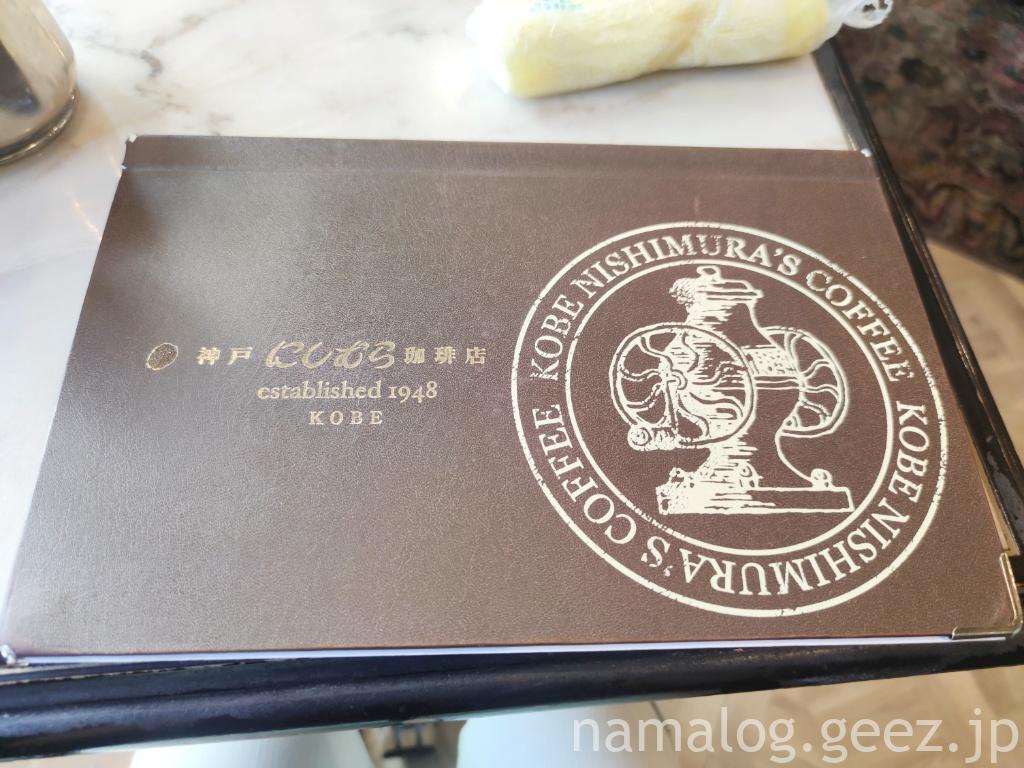 神戸にしむら珈琲店
established 1948
KOBE
KOBE NISHIMURA'S COFFEE KOBE NISHIMURA'S COFFEE
namalog.geez.jp